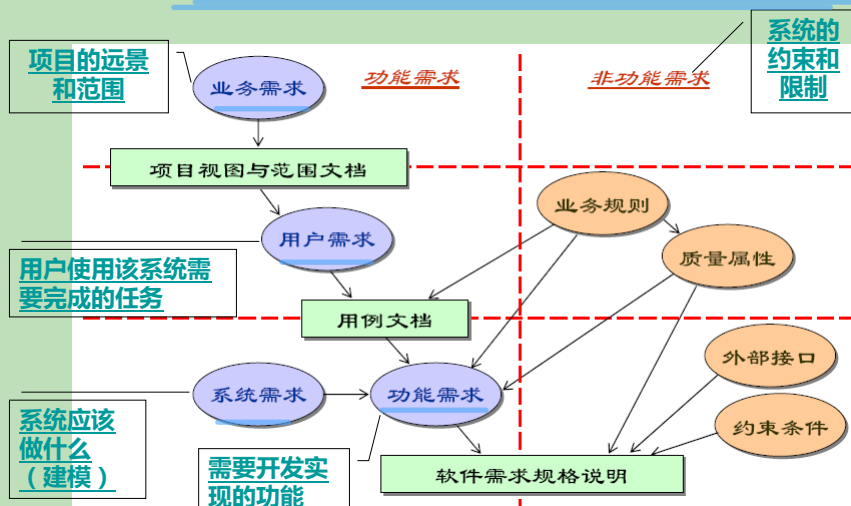 系统的
约束和
限制
项目的远景
和范围
业务需求
功能需求
非功能需求
项目视图与范围文档
业务规则
用户需求
质量属性
用户使用该系统需
要完成的任务
用例文档
外部接口
系统需求
功能需求
约束条件
系统应该
做什么
（建模）
需要开发实
现的功能
软件需求规格说明